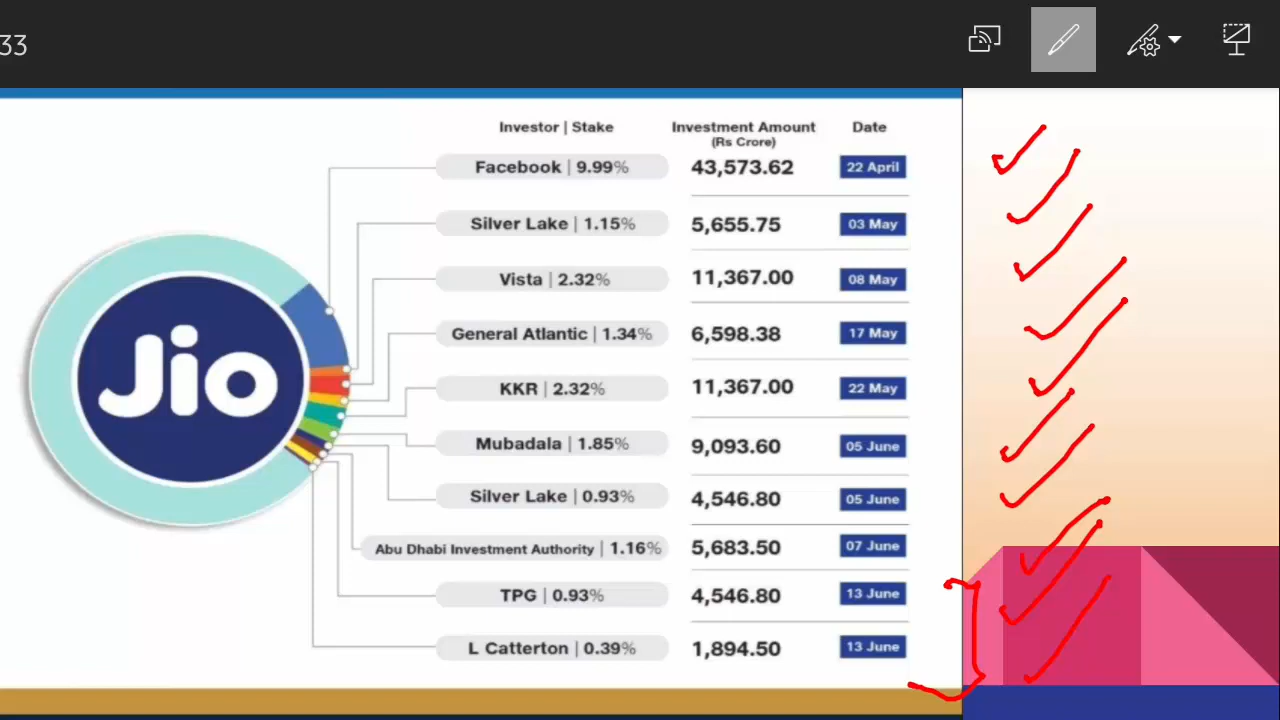 33
Investor | Stake Investment Amount Date
(Rs Crore)
Facebook | 9.99% 43,573.62 22 April
Silver Lake | 1.15% 5,655.75 03 May
Vista | 2.32% 11,367.00 08 May
General Atlantic | 1.34% 6,598.38 17 May
Jio
KKR | 2.32% 11,367.00 22 May
Mubadala | 1.85% 9,093.60 05 June
Silver Lake | 0.93% 4,546.80 05 June
Abu Dhabi Investment Authority | 1.16% 5,683.50 07 June
TPG | 0.93% 4,546.80 13 June
L Catterton | 0.39% 1,894.50 13 June